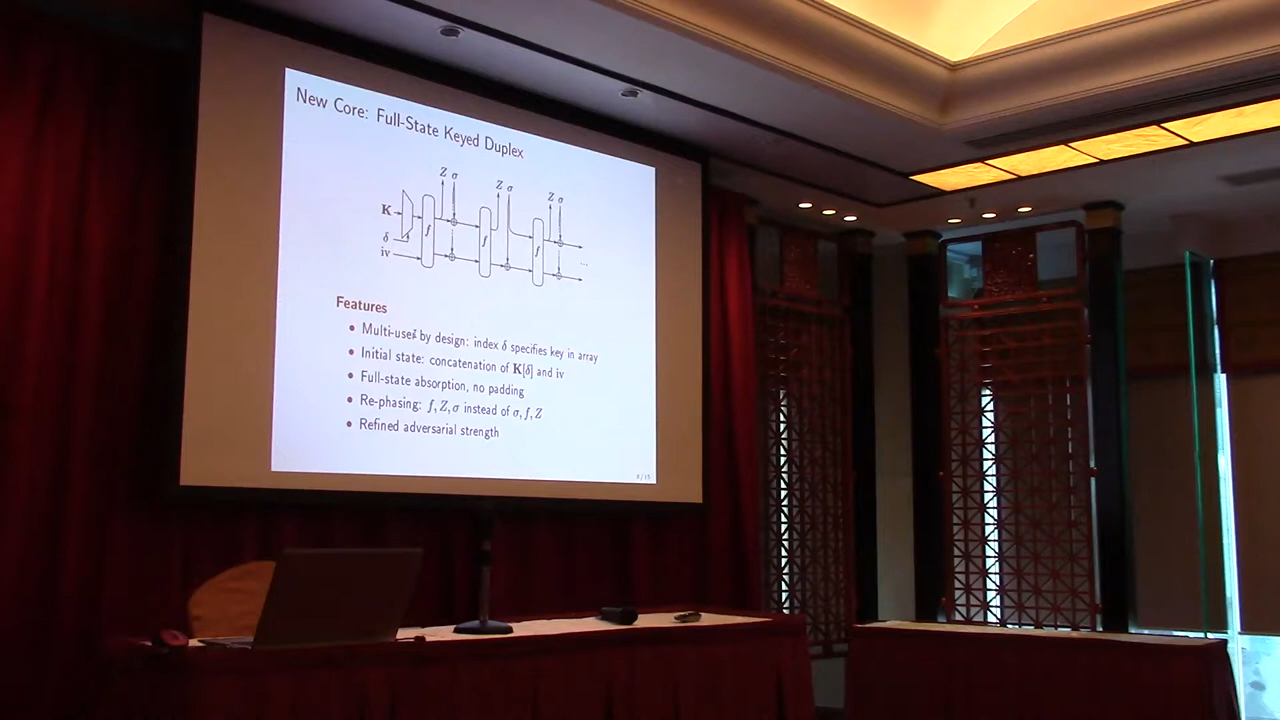 New Core: Full-State Keyed Duplex
Z σ Z σ Z σ
K
f f f
δ
iv
...
Features
• Multi-user by design: index δ specifies key in array
• Initial state: concatenation of K[δ] and iv
• Full-state absorption, no padding
• Re-phasing: f, Z, σ instead of σ, f, Z
• Refined adversarial strength